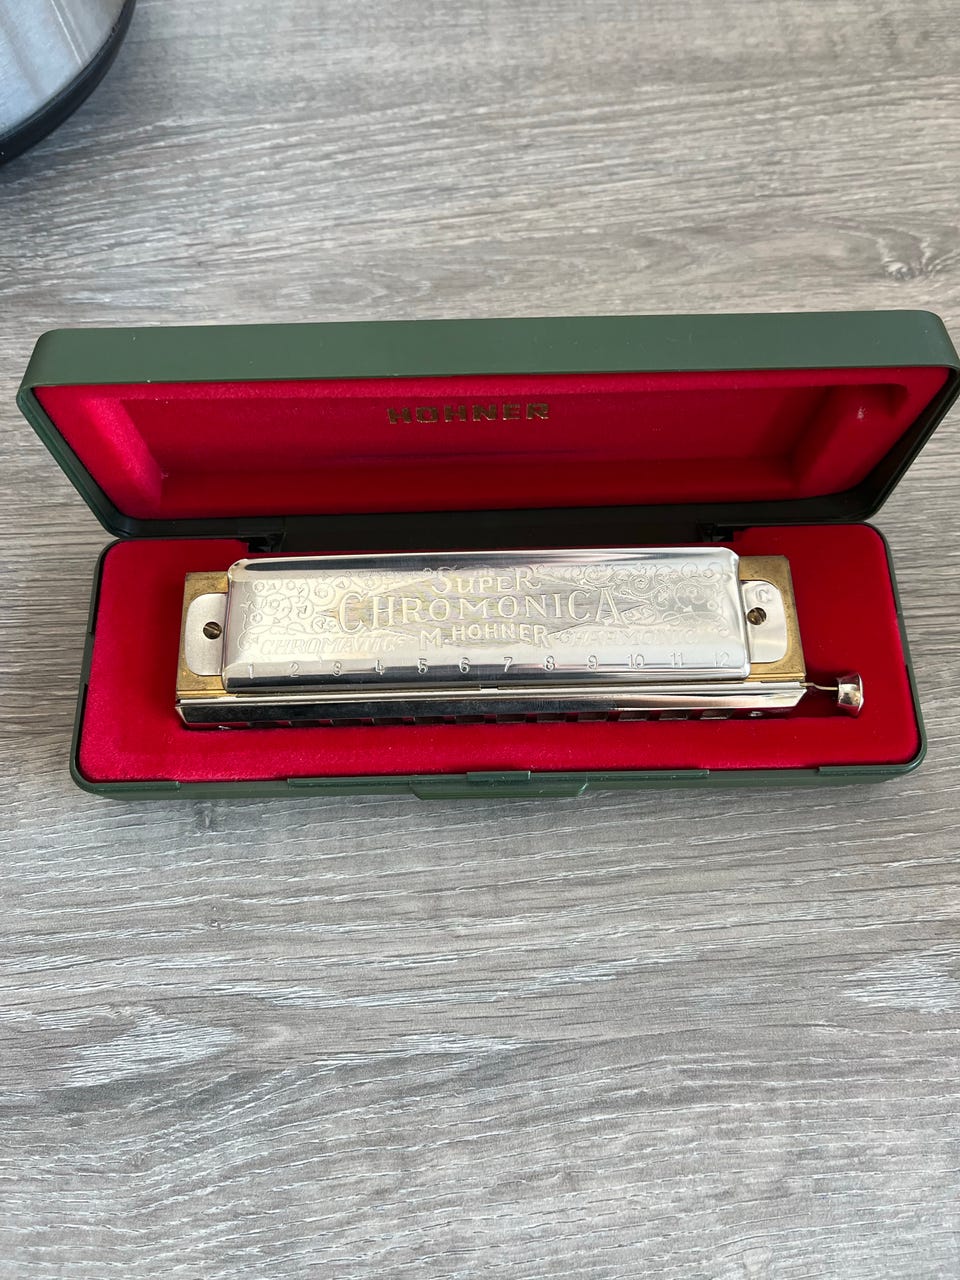 HOHNER
SUPER
CHROMONICA
CHROMATIC M. HOHNER HARMONICA
1 2 3 4 5 6 7 8 9 10 11 12
C